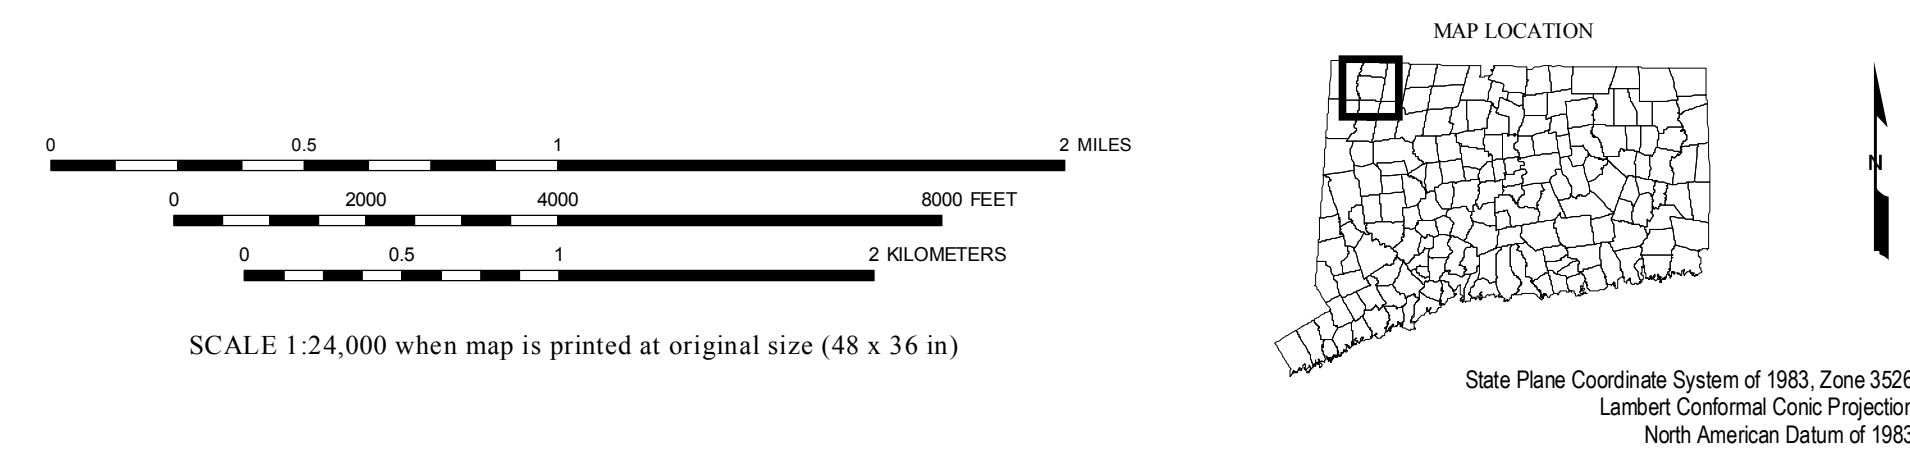 0 0.5 1 2 MILES
0 2000 4000 8000 FEET
0 0.5 1 2 KILOMETERS
SCALE 1:24,000 when map is printed at original size (48 x 36 in)
MAP LOCATION
N
State Plane Coordinate System of 1983, Zone 3526
Lambert Conformal Conic Projection
North American Datum of 1983